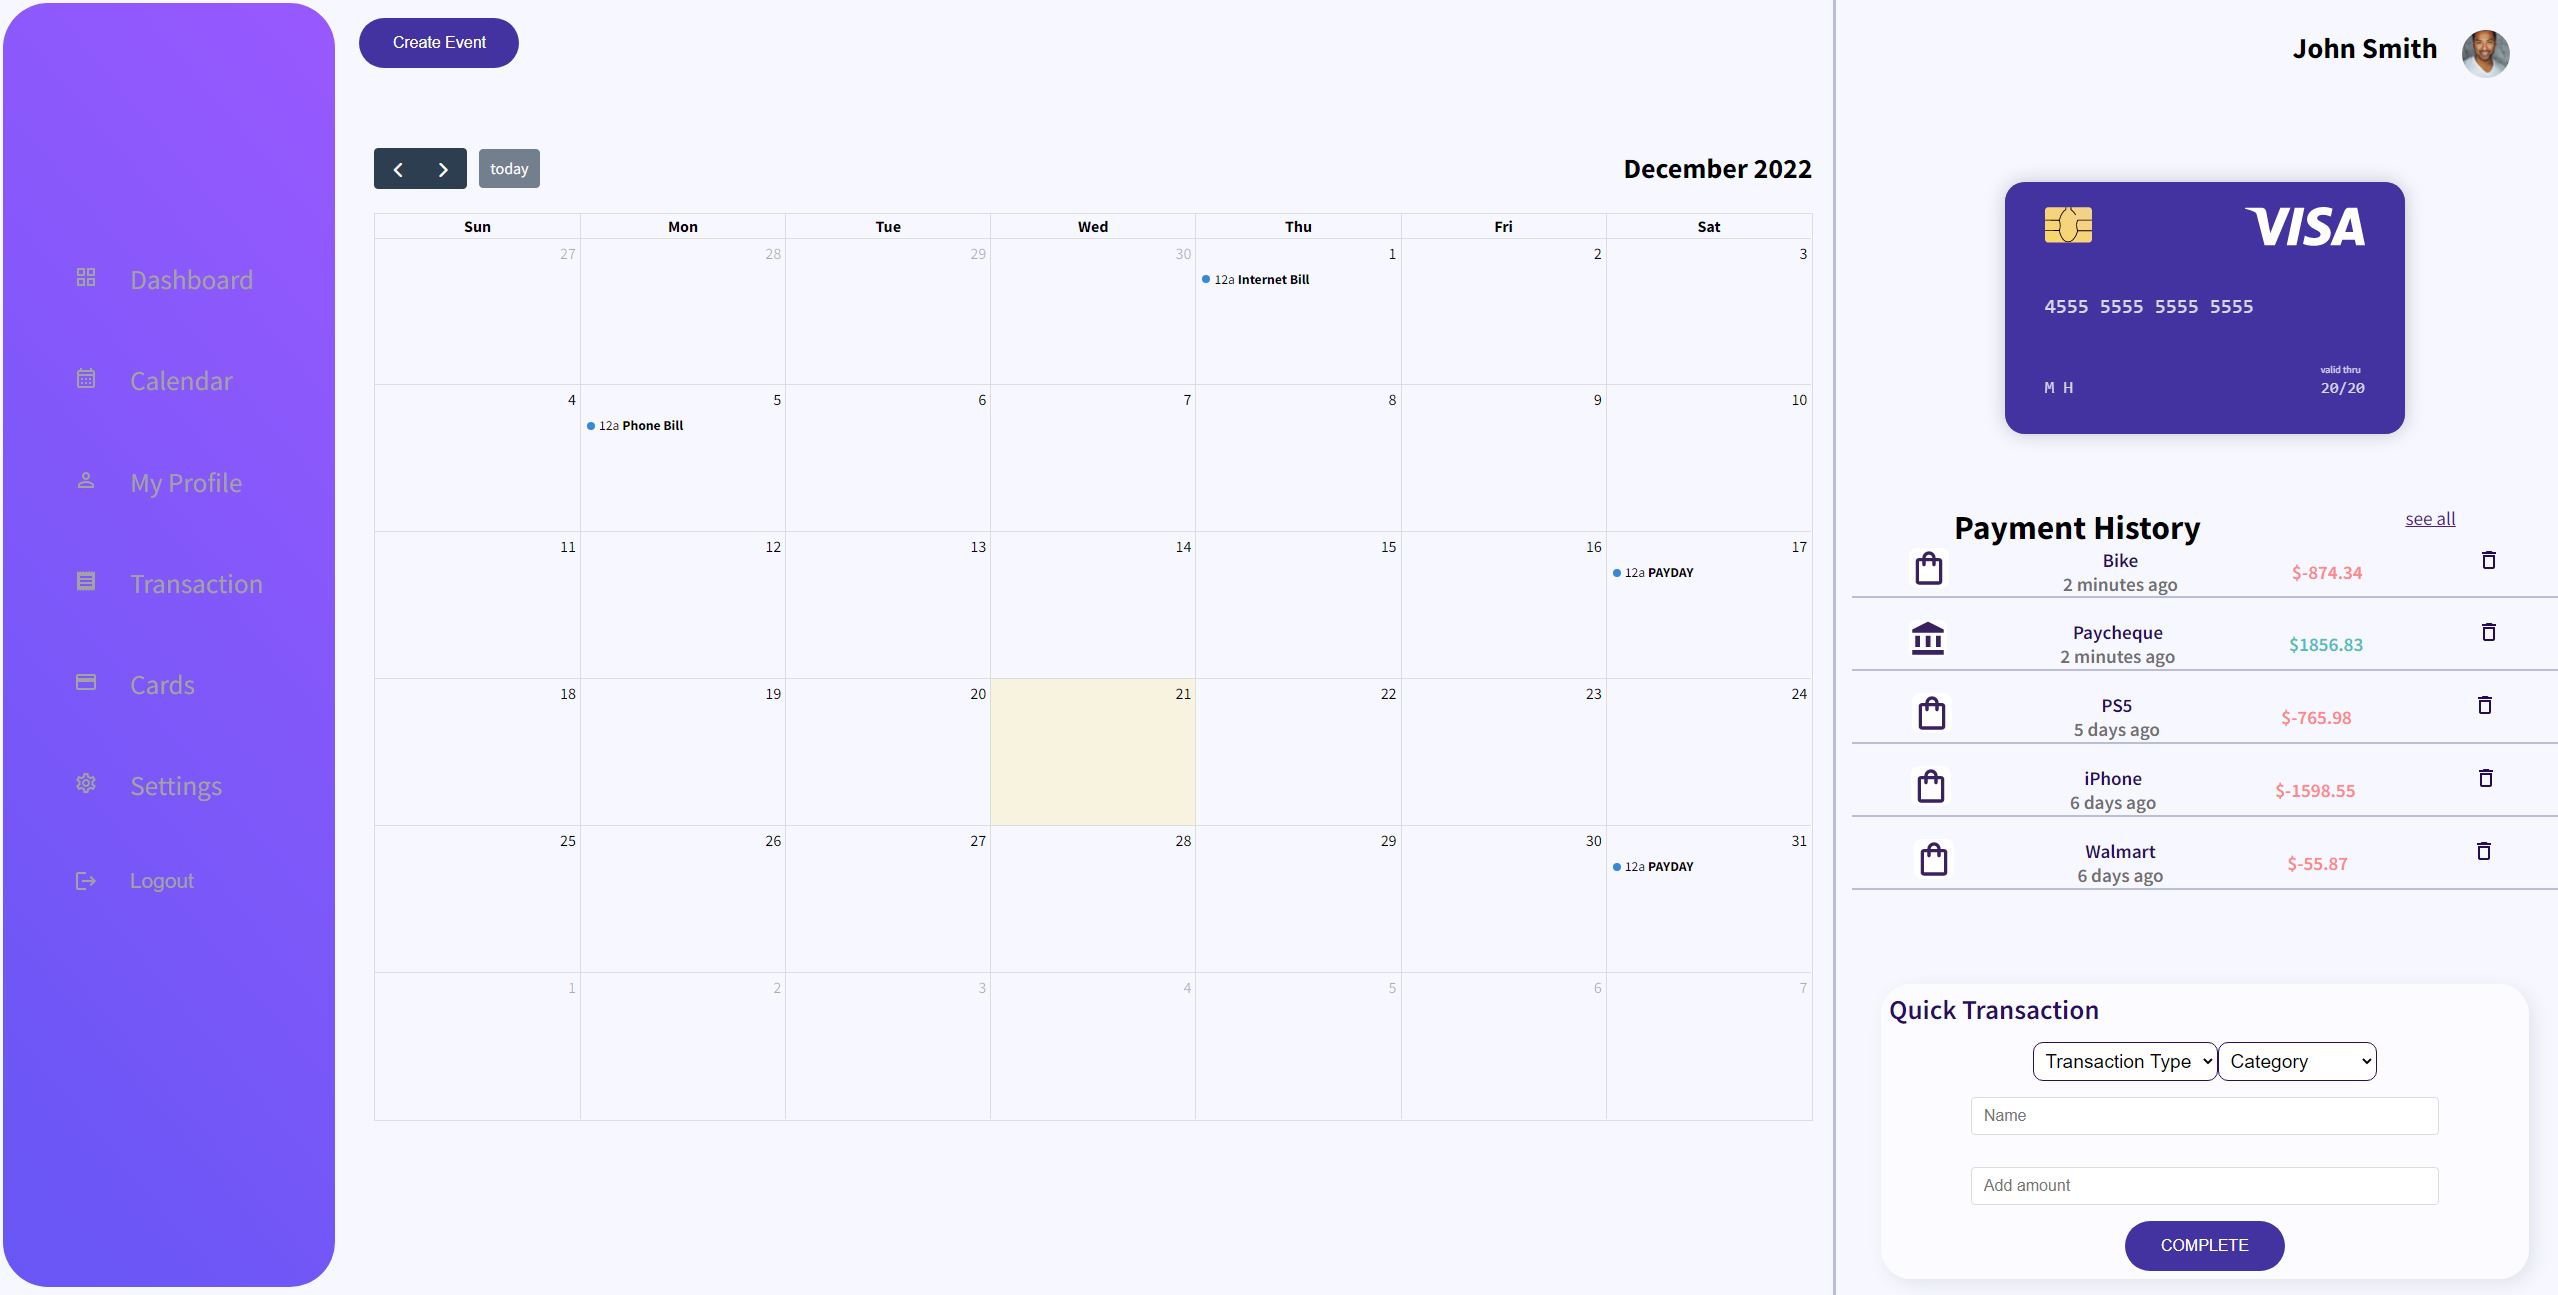 Create Event
John Smith
Dashboard
Calendar
My Profile
Transaction
Cards
Settings
Logout
today
December 2022
Sun Mon Tue Wed Thu Fri Sat
27 28 29 30 1 2 3
12a Internet Bill
4 5 6 7 8 9 10
12a Phone Bill
11 12 13 14 15 16 17
12a PAYDAY
18 19 20 21 22 23 24
25 26 27 28 29 30 31
12a PAYDAY
1 2 3 4 5 6 7
VISA
4555 5555 5555 5555
valid thru
M H 20/20
Payment History see all
Bike
2 minutes ago
$-874.34
Paycheque
2 minutes ago
$1856.83
PS5
5 days ago
$-765.98
iPhone
6 days ago
$-1598.55
Walmart
6 days ago
$-55.87
Quick Transaction
Transaction Type Category
Name
Add amount
COMPLETE